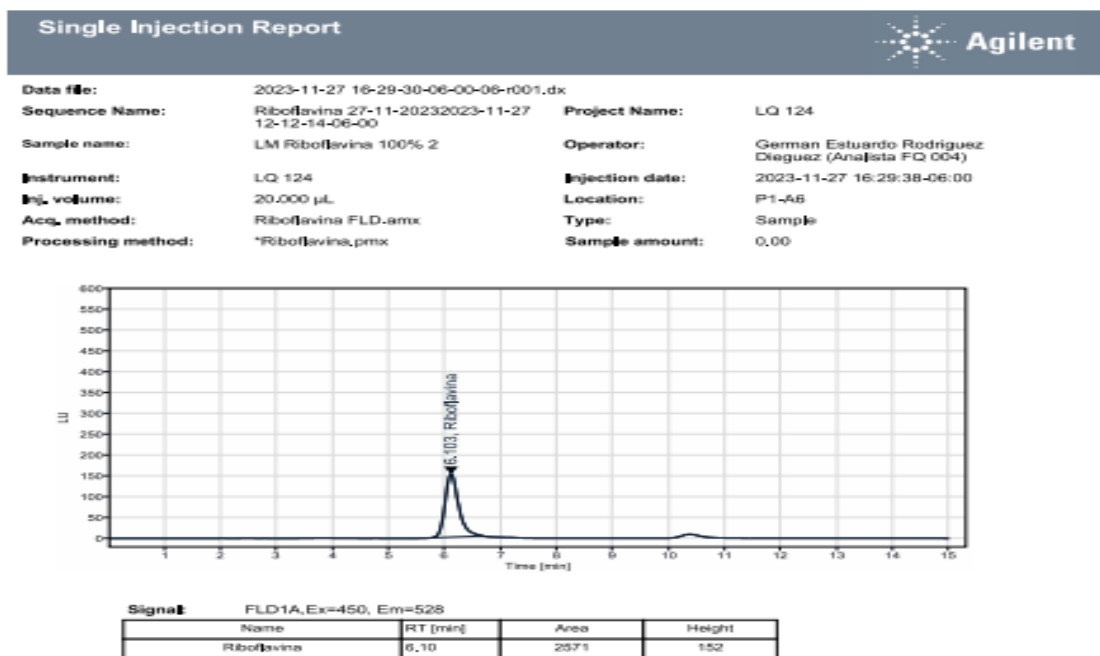 Single Injection Report
Agilent
Data file: 2023-11-27 16-29-30-06-00-06-r001.dx
Sequence Name: Riboflavina 27-11-20232023-11-27 Project Name: LQ 124
12-12-14-06-00
Sample name: LM Riboflavina 100% 2 Operator: German Estuardo Rodriguez
Dieguez (Analista FQ 004)
Instrument: LQ 124 Injection date: 2023-11-27 16:29:38-06:00
Inj. volume: 20.000 µL Location: P1-A6
Acq. method: Riboflavina FLD.amx Type: Sample
Processing method: *Riboflavina.pmx Sample amount: 0.00
600
550
500
450
400
350
300
250
200
150
100
50
0
LU
6.103, Riboflavina
1 2 3 4 5 6 7 8 9 10 11 12 13 14 15
Time [min]
Signal: FLD1A,Ex=450, Em=528
Name RT [min] Area Height
Riboflavina 6.10 2571 152